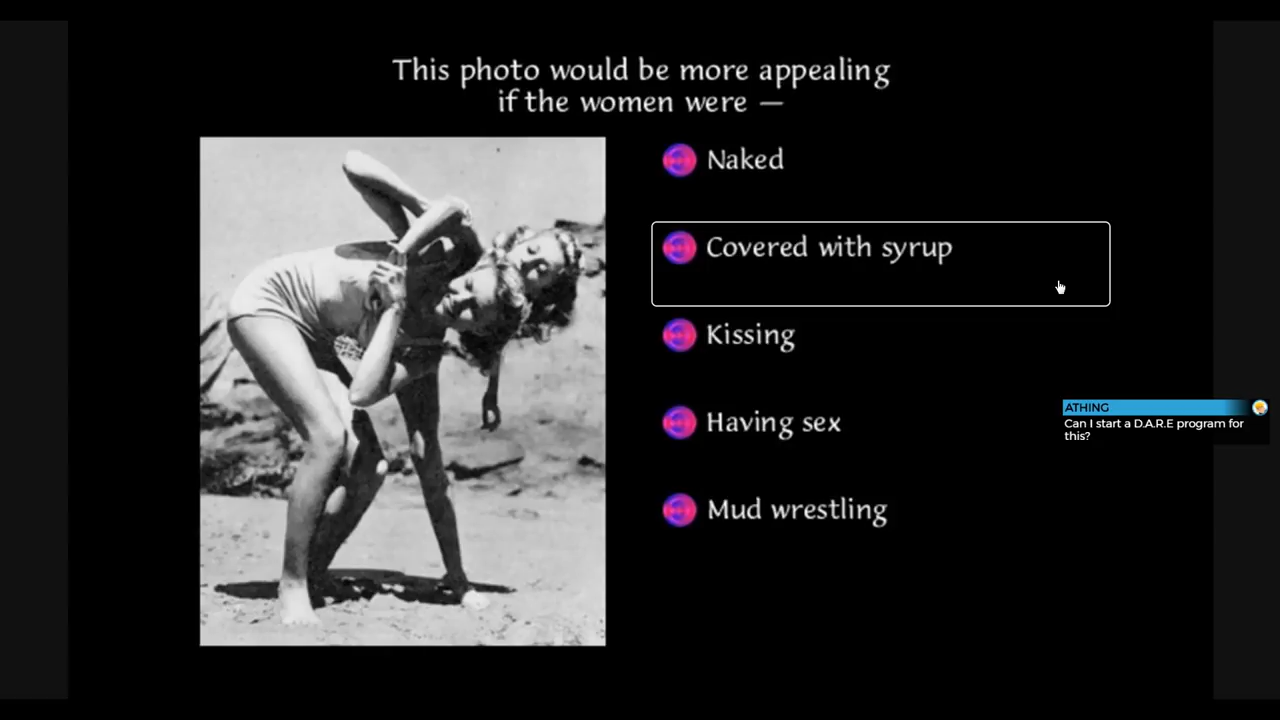 This photo would be more appealing
if the women were —
Naked
Covered with syrup
Kissing
Having sex
Mud wrestling
ATHING
Can I start a D.A.R.E program for
this?